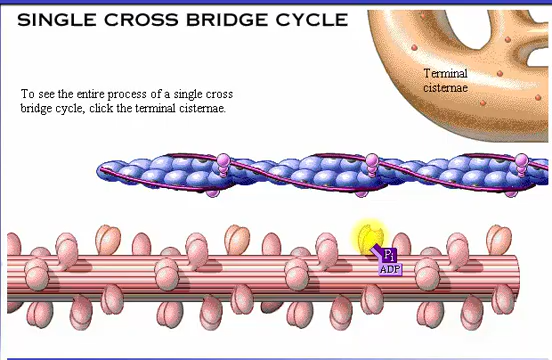 SINGLE CROSS BRIDGE CYCLE
Terminal
cisternae
To see the entire process of a single cross
bridge cycle, click the terminal cisternae.
Pi
ADP